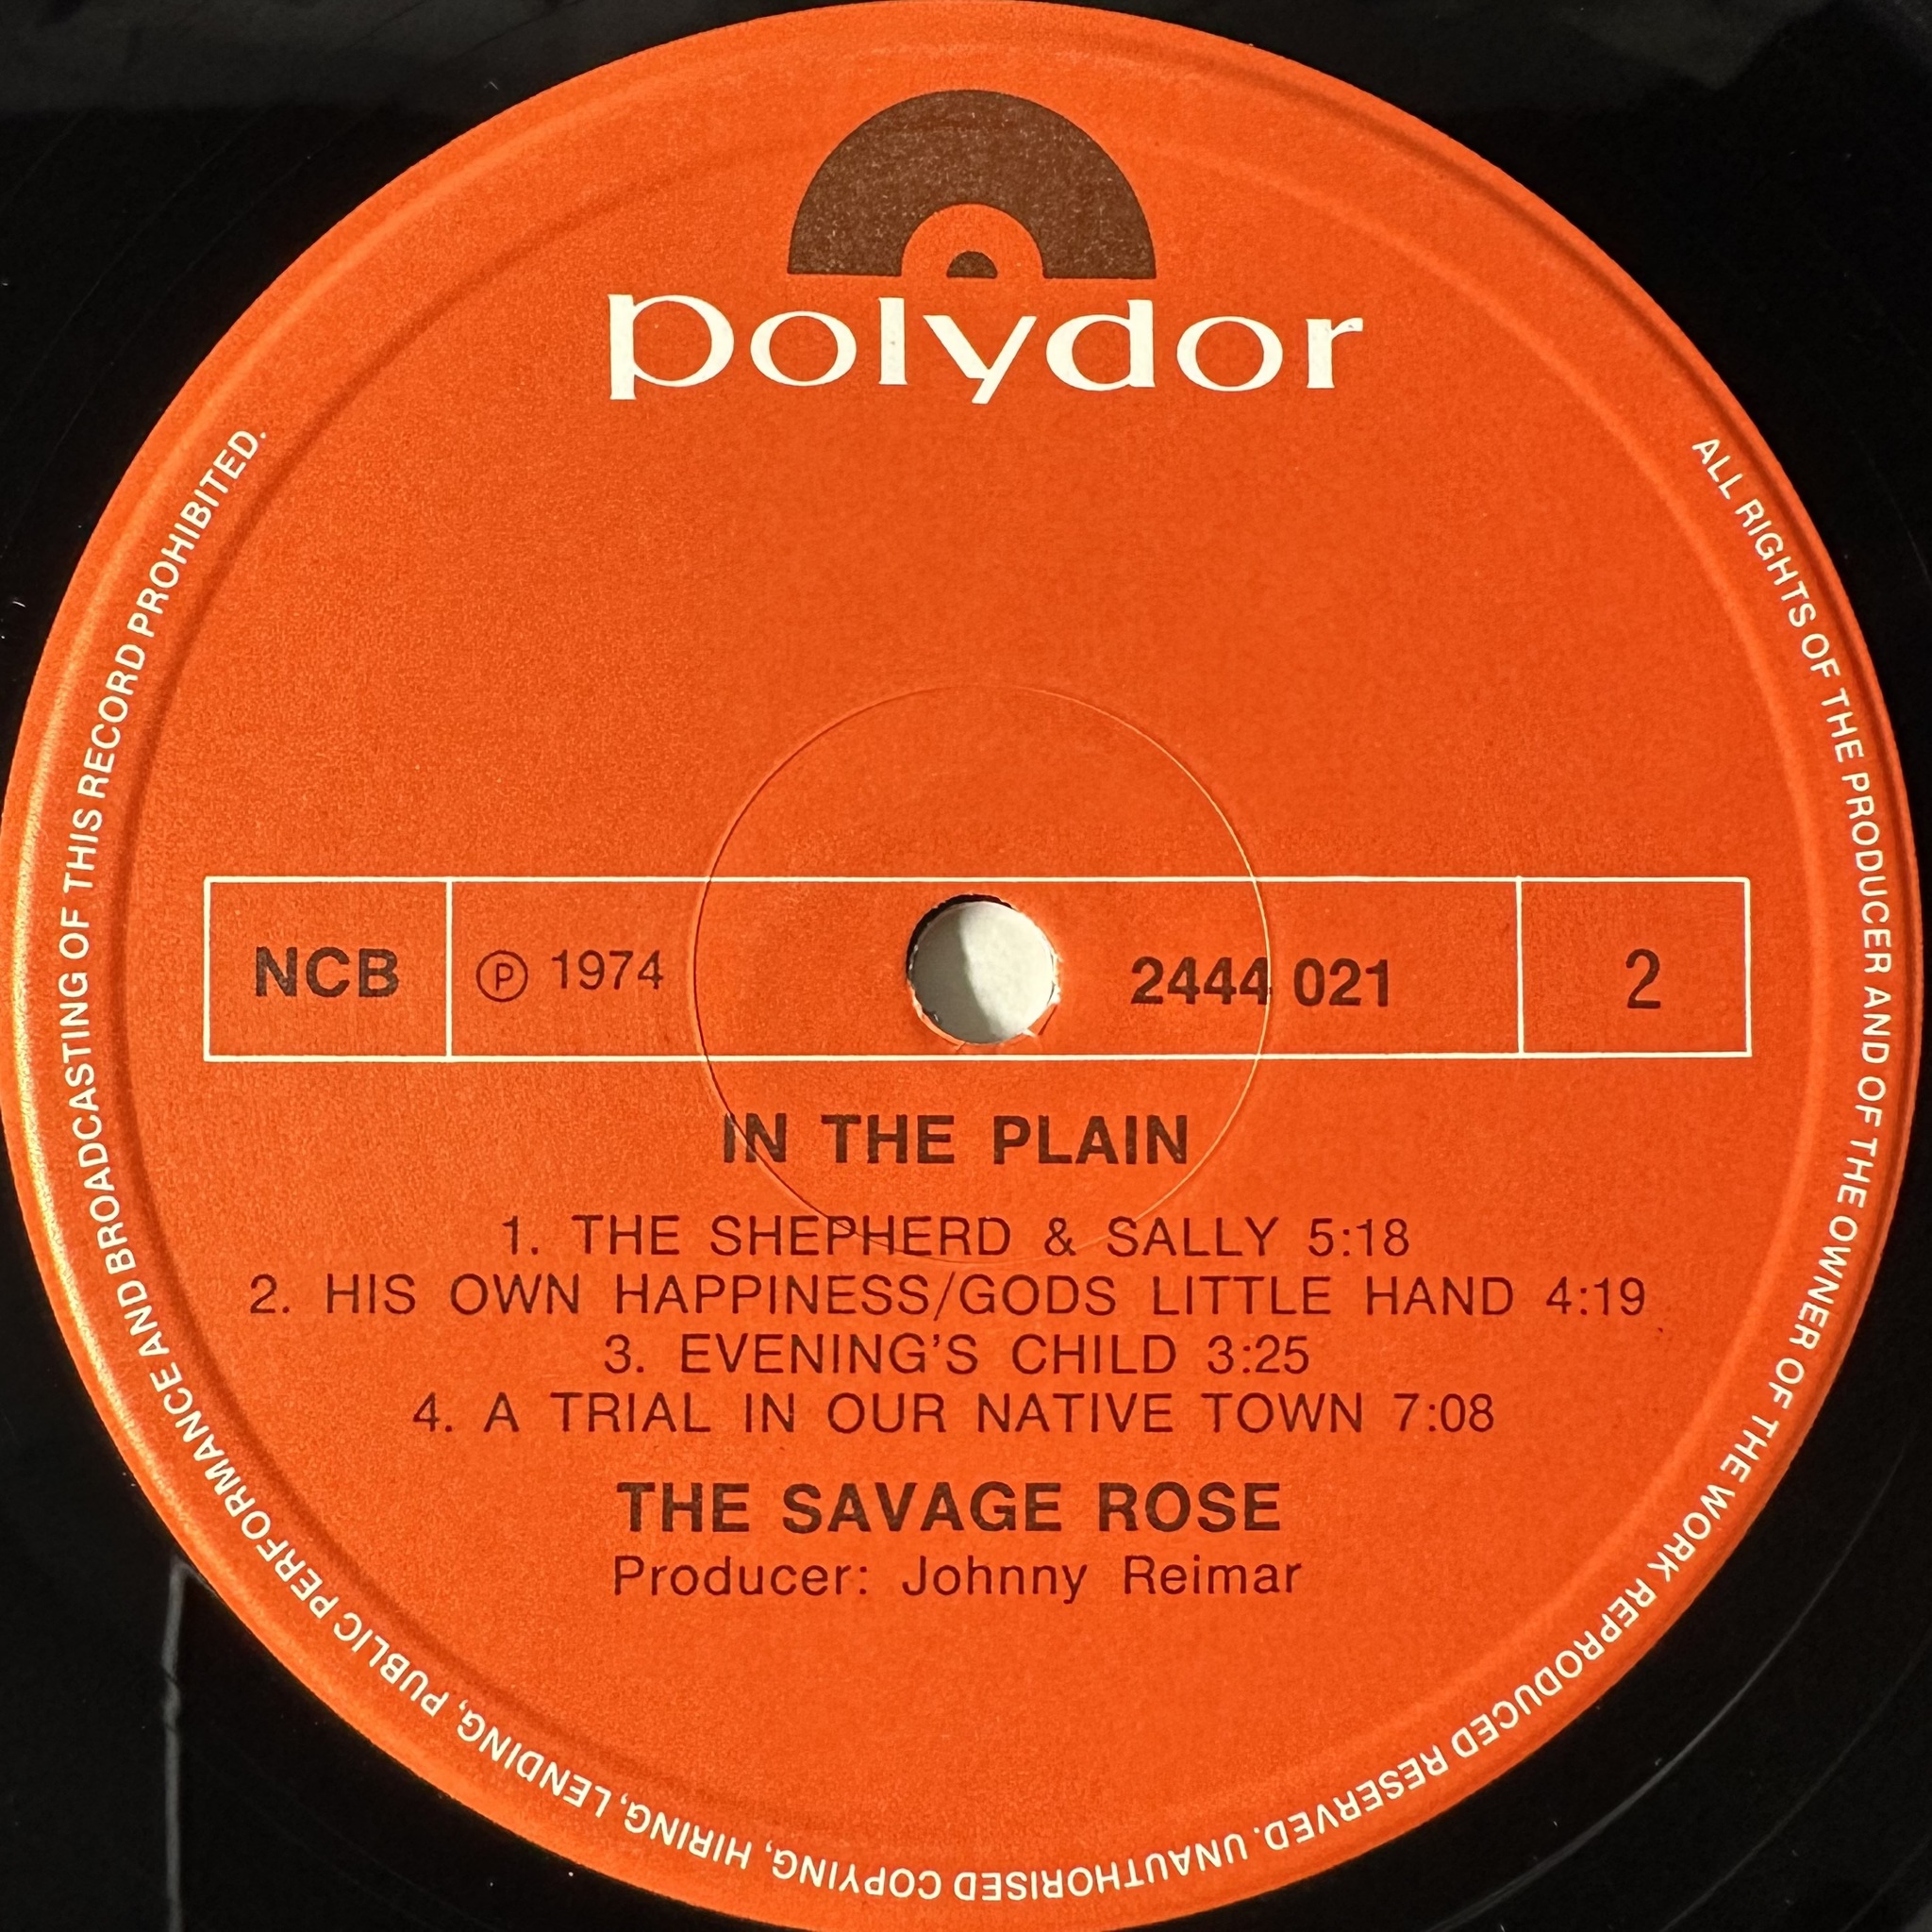 polydor
NCB
Ⓟ 1974
2444 021
2
IN THE PLAIN
1. THE SHEPHERD & SALLY 5:18
2. HIS OWN HAPPINESS/GODS LITTLE HAND 4:19
3. EVENING'S CHILD 3:25
4. A TRIAL IN OUR NATIVE TOWN 7:08
THE SAVAGE ROSE
Producer: Johnny Reimar
ALL RIGHTS OF THE PRODUCER AND OF THE OWNER OF THE WORK REPRODUCED RESERVED. UNAUTHORISED COPYING, HIRING, LENDING, PUBLIC PERFORMANCE AND BROADCASTING OF THIS RECORD PROHIBITED.